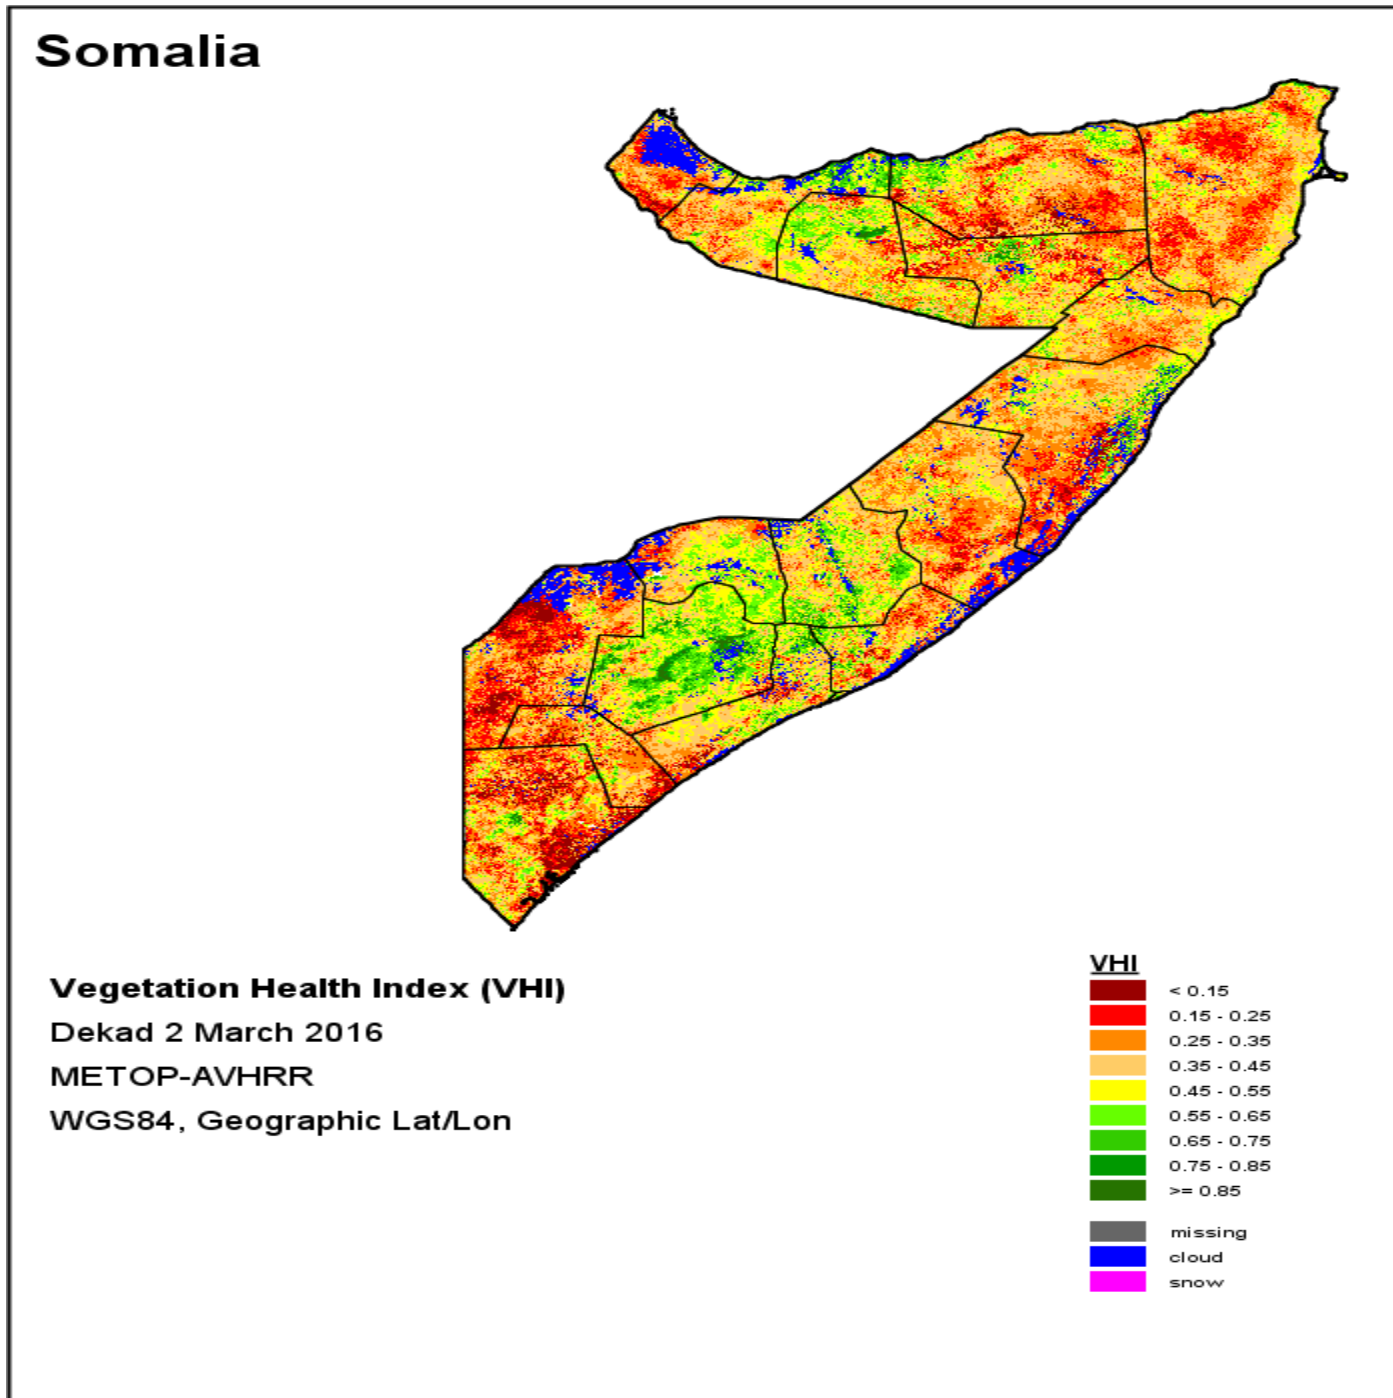 Somalia
Vegetation Health Index (VHI)
Dekad 2 March 2016
METOP-AVHRR
WGS84, Geographic Lat/Lon
VHI
< 0.15
0.15 - 0.25
0.25 - 0.35
0.35 - 0.45
0.45 - 0.55
0.55 - 0.65
0.65 - 0.75
0.75 - 0.85
>= 0.85
missing
cloud
snow